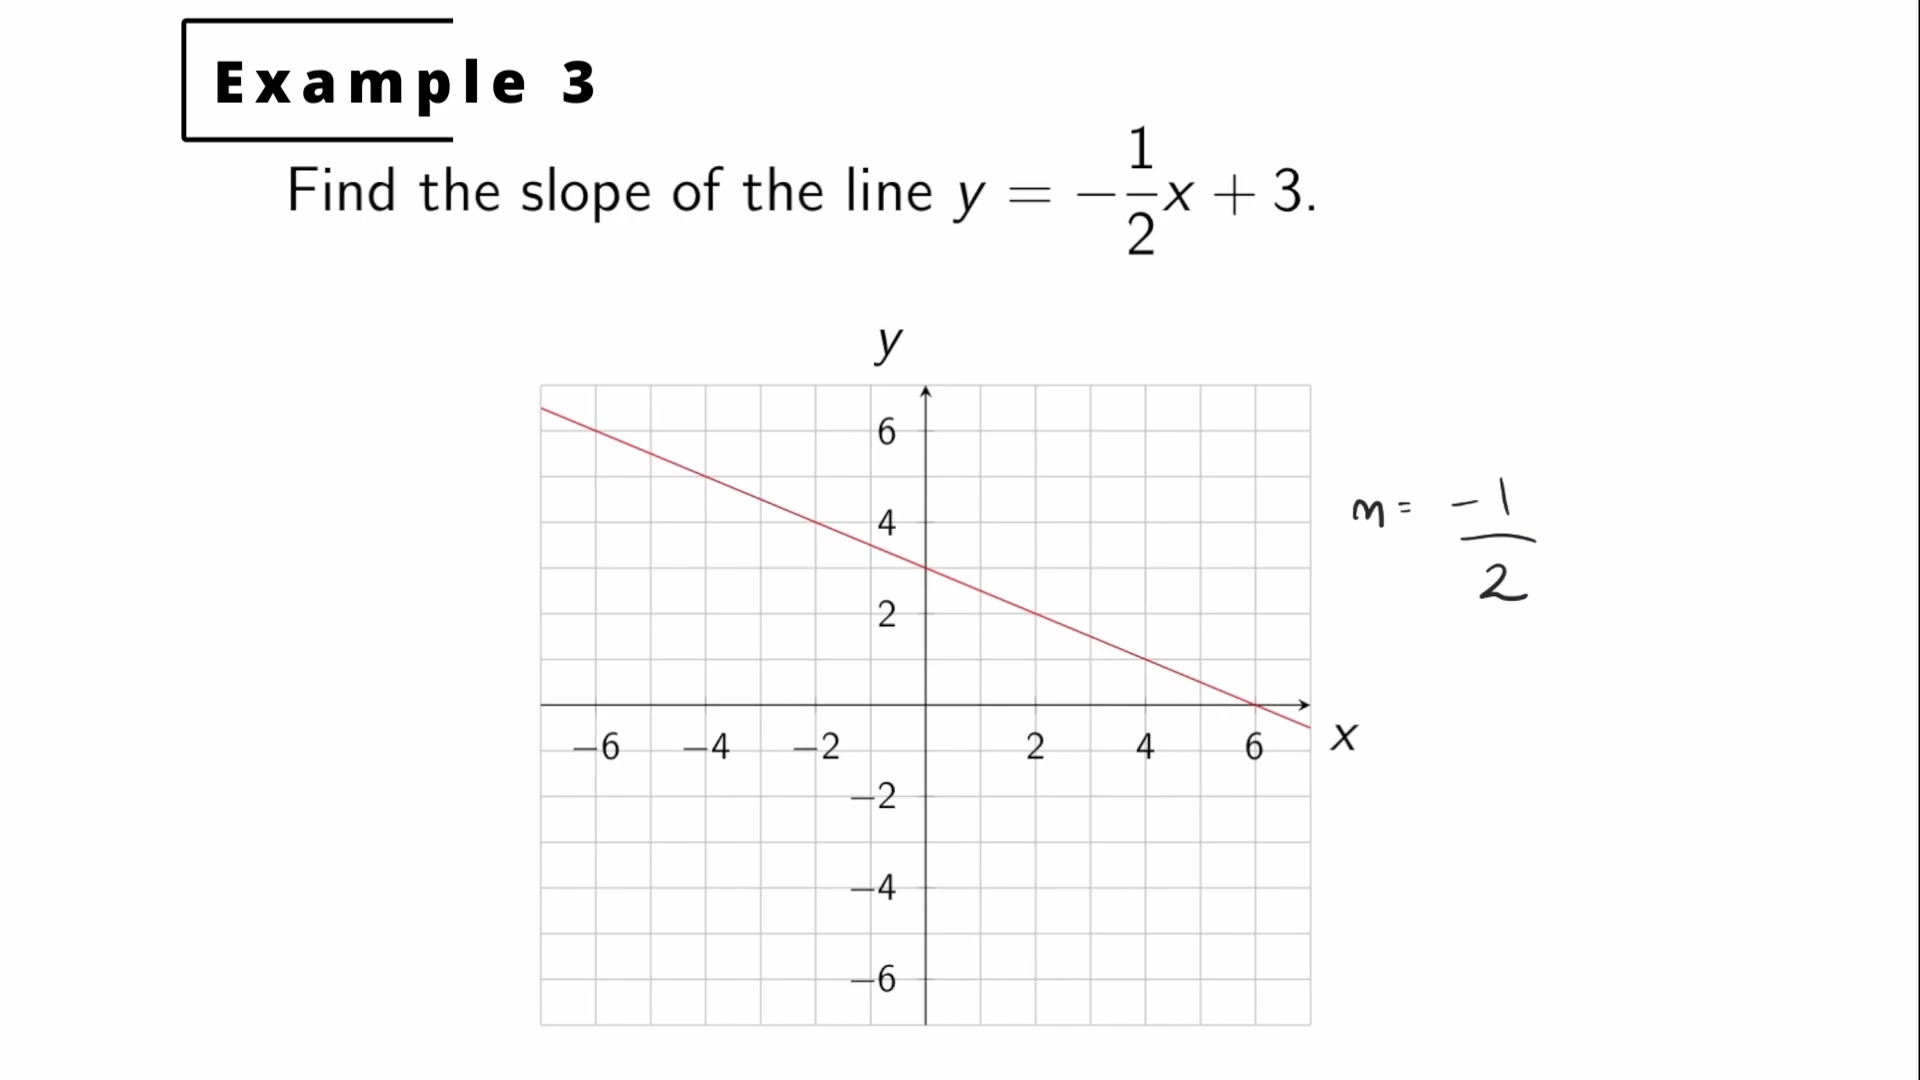 Example 3
Find the slope of the line y = −1/2 x + 3.
y
6
4
2
−6 −4 −2 2 4 6 x
−2
−4
−6
m = -1/2